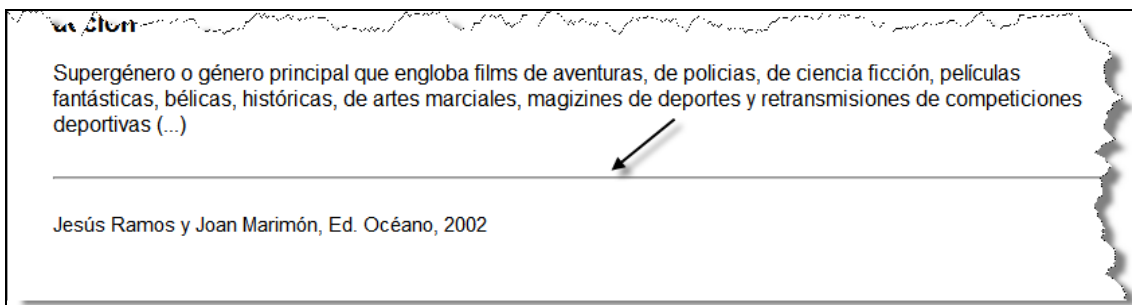 Supergénero o género principal que engloba films de aventuras, de policias, de ciencia ficción, películas
fantásticas, bélicas, históricas, de artes marciales, magizines de deportes y retransmisiones de competiciones
deportivas (...)
Jesús Ramos y Joan Marimón, Ed. Océano, 2002